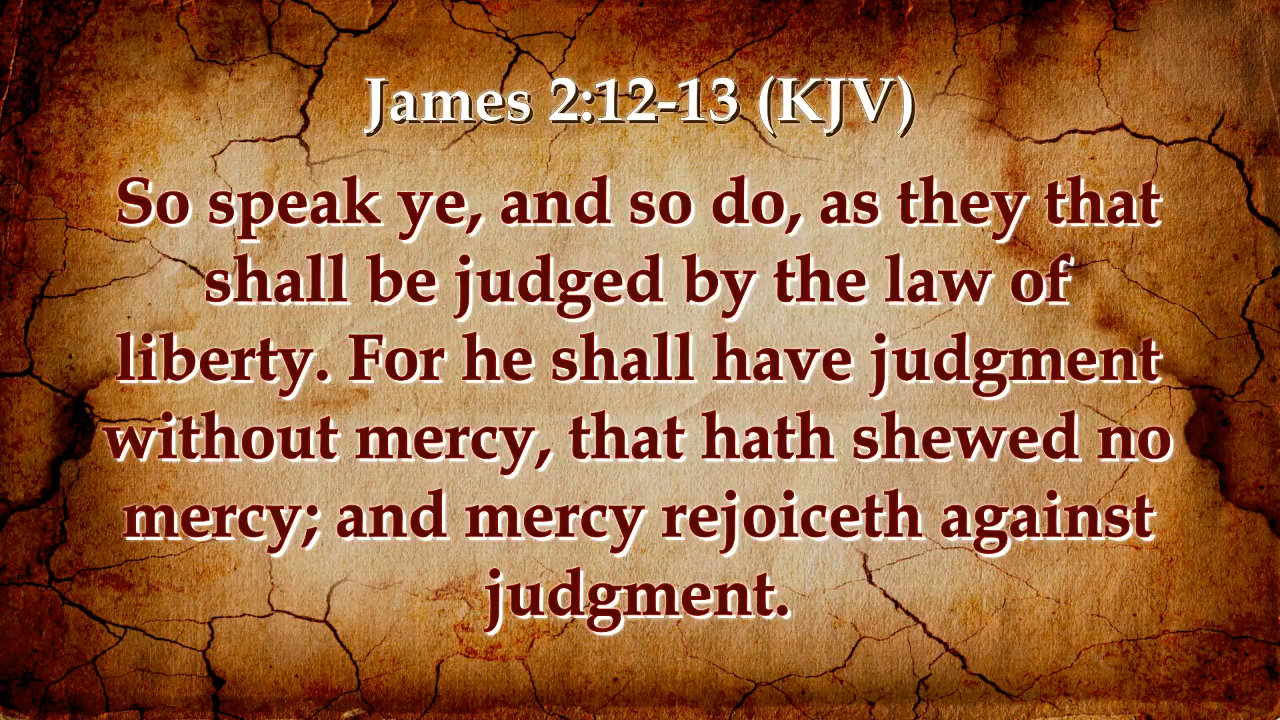 James 2:12-13 (KJV)
So speak ye, and so do, as they that
shall be judged by the law of
liberty. For he shall have judgment
without mercy, that hath shewed no
mercy; and mercy rejoiceth against
judgment.